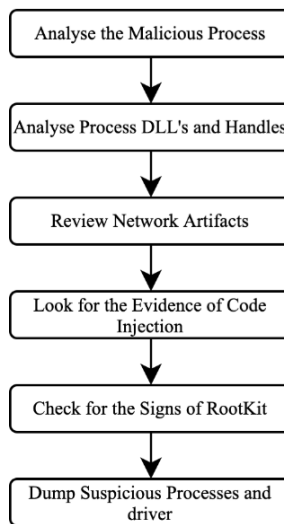 Analyse the Malicious Process
Analyse Process DLL's and Handles
Review Network Artifacts
Look for the Evidence of Code
Injection
Check for the Signs of RootKit
Dump Suspicious Processes and
driver